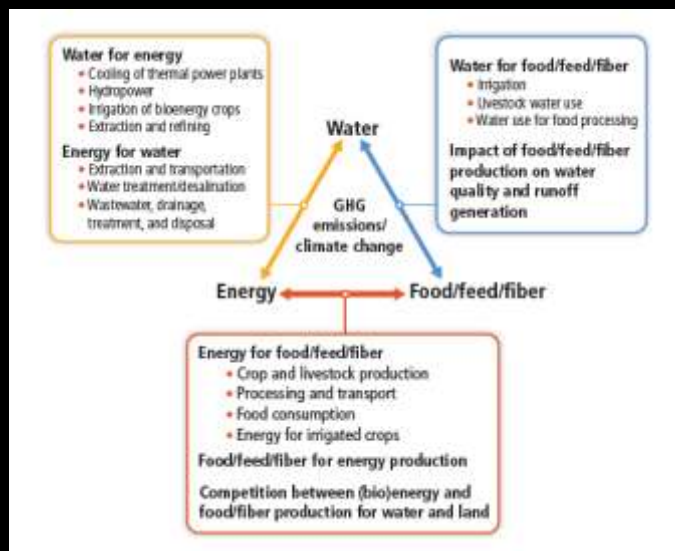 Water for energy
• Cooling of thermal power plants
• Hydropower
• Irrigation of bioenergy crops
• Extraction and refining
Energy for water
• Extraction and transportation
• Water treatment/desalination
• Wastewater, drainage,
treatment, and disposal
Water for food/feed/fiber
• Irrigation
• Livestock water use
• Water use for food processing
Impact of food/feed/fiber
production on water
quality and runoff
generation
Water
GHG
emissions/
climate change
Energy
Food/feed/fiber
Energy for food/feed/fiber
• Crop and livestock production
• Processing and transport
• Food consumption
• Energy for irrigated crops
Food/feed/fiber for energy production
Competition between (bio)energy and
food/fiber production for water and land